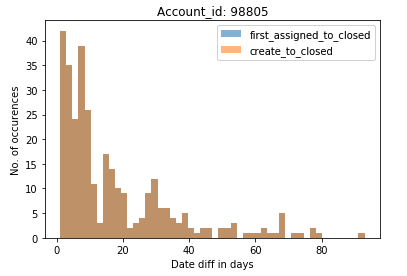 Account_id: 98805
first_assigned_to_closed
create_to_closed
No. of occurences
40
35
30
25
20
15
10
5
0
0
20
40
60
80
Date diff in days